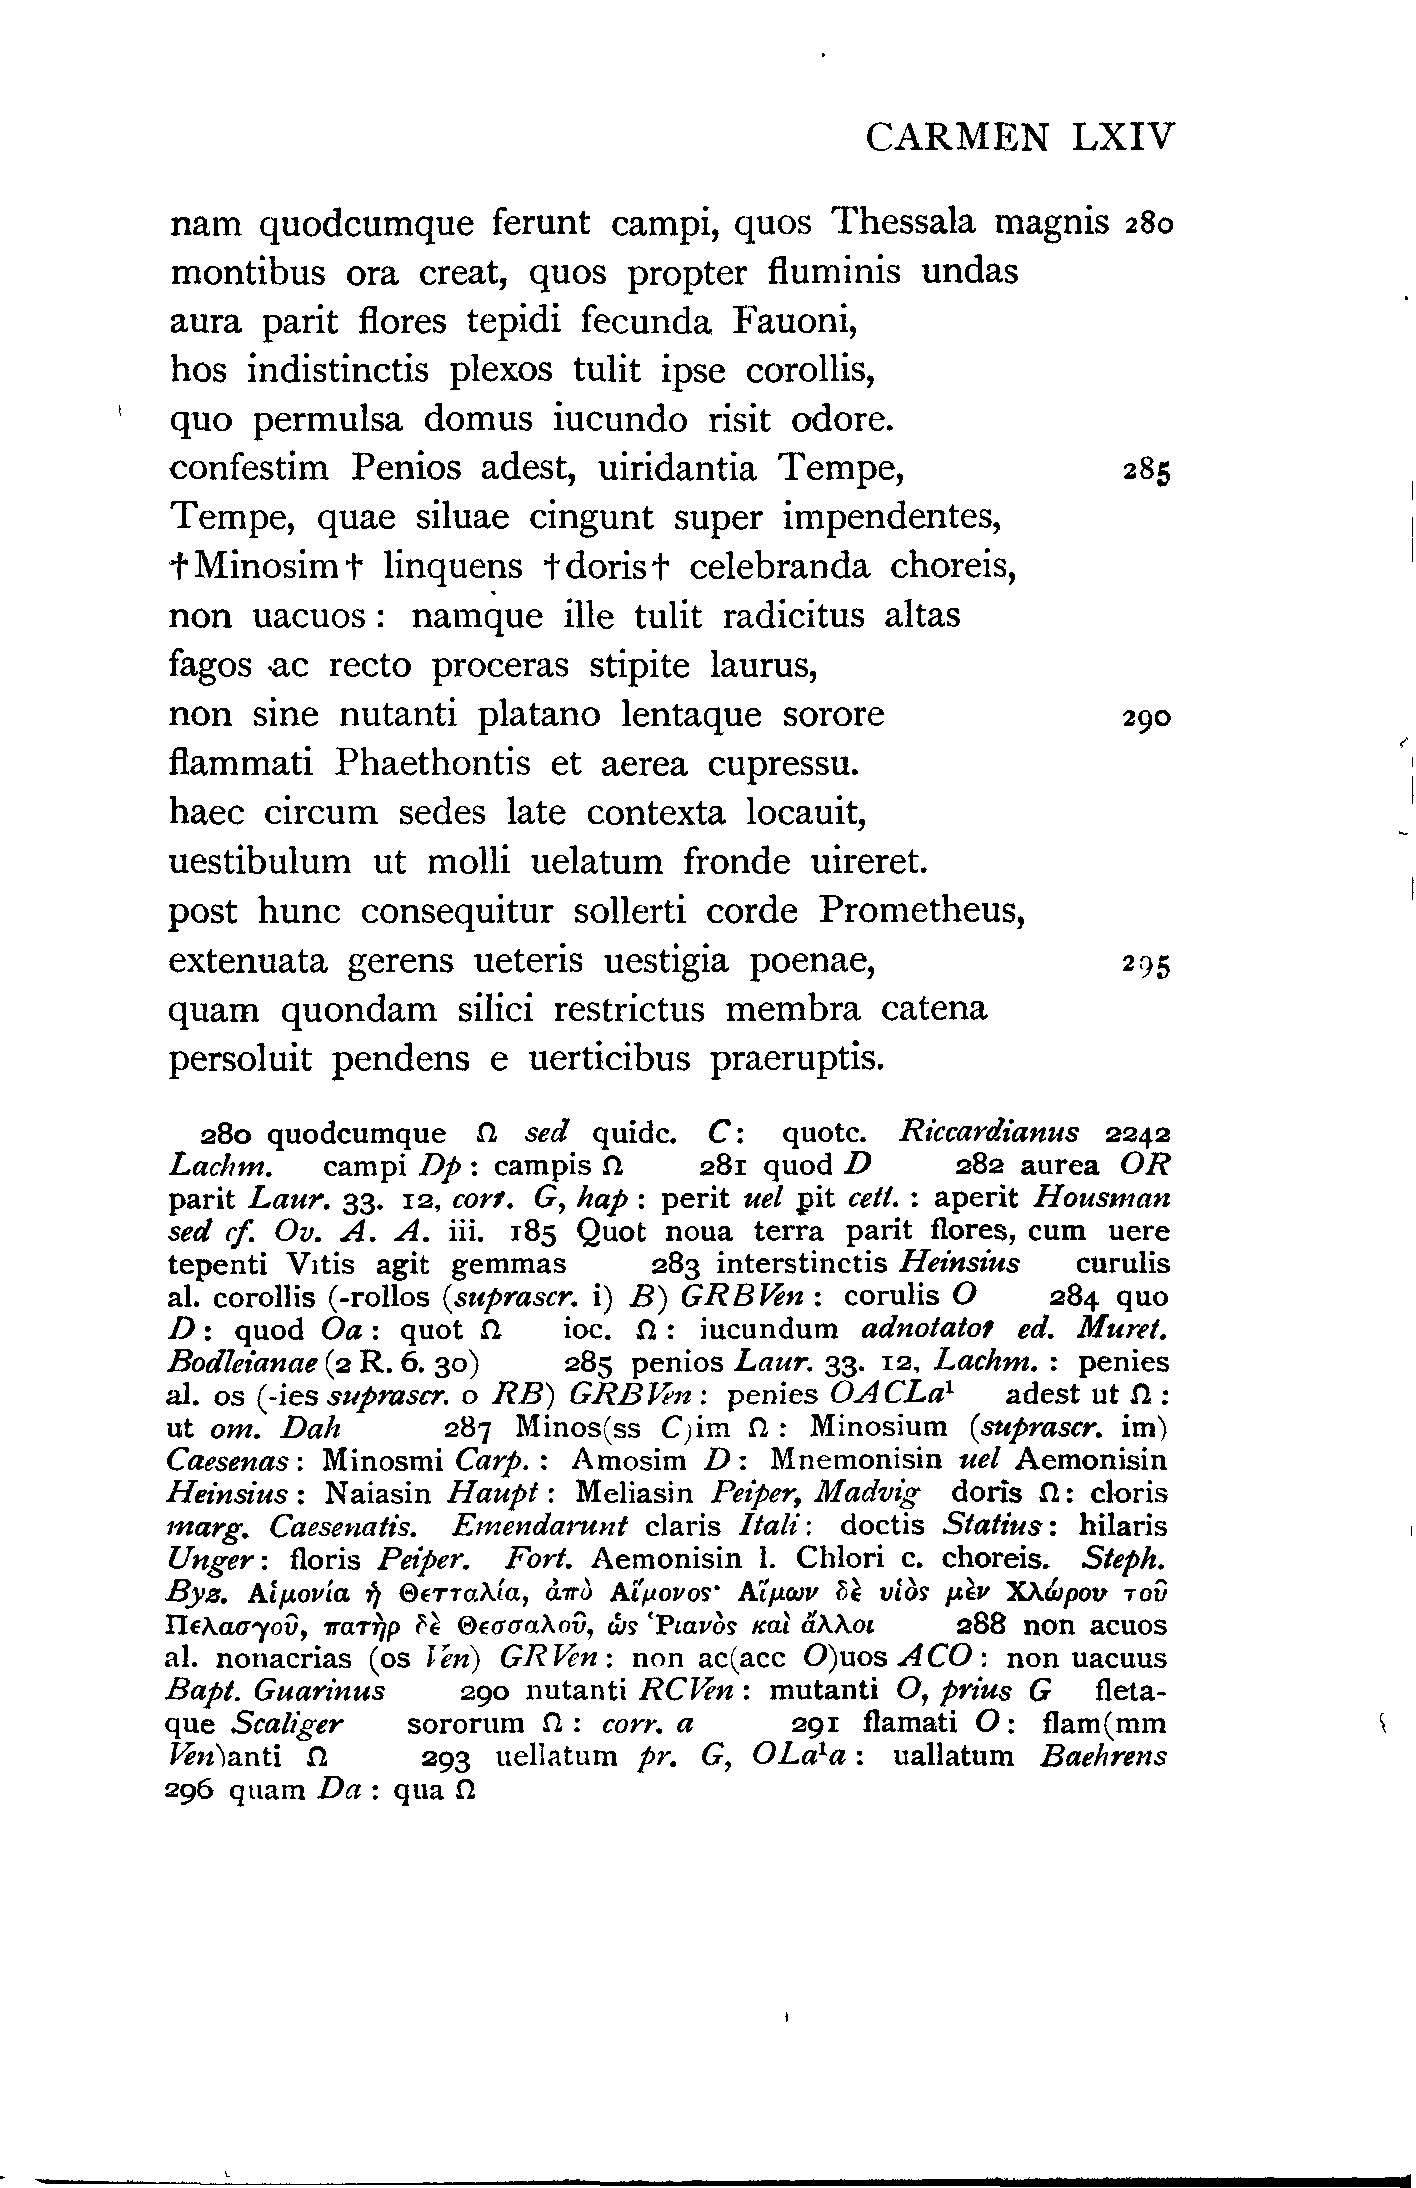 CARMEN LXIV
nam quodcumque ferunt campi, quos Thessala magnis 280
montibus ora creat, quos propter fluminis undas
aura parit flores tepidi fecunda Fauoni,
hos indistinctis plexos tulit ipse corollis,
quo permulsa domus iucundo risit odore.
confestim Penios adest, uiridantia Tempe, 285
Tempe, quae siluae cingunt super impendentes,
†Minosim† linquens †doris† celebranda choreis,
non uacuos : namque ille tulit radicitus altas
fagos ac recto proceras stipite laurus,
non sine nutanti platano lentaque sorore 290
flammati Phaethontis et aerea cupressu.
haec circum sedes late contexta locauit,
uestibulum ut molli uelatum fronde uireret.
post hunc consequitur sollerti corde Prometheus,
extenuata gerens ueteris uestigia poenae, 295
quam quondam silici restrictus membra catena
persoluit pendens e uerticibus praeruptis.
280 quodcumque Ω sed quidc. C : quotc. Riccardianus 2242
Lachm. campi Dp : campis Ω 281 quod D 282 aurea OR
parit Laur. 33. 12, corr. G, hap : perit uel pit cett. : aperit Housman
sed cf. Ov. A. A. iii. 185 Quot noua terra parit flores, cum uere
tepenti Vitis agit gemmas 283 interstinctis Heinsius curulis
al. corollis (-rollos (suprascr. i) B) GRBVen : corulis O 284 quo
D : quod Oa : quot Ω ioc. Ω : iucundum adnotator ed. Muret.
Bodleianae (2 R. 6. 30) 285 penios Laur. 33. 12, Lachm. : penies
al. os (-ies suprascr. o RB) GRBVen : penies OACLa¹ adest ut Ω :
ut om. Dah 287 Minos(ss C)im Ω : Minosium (suprascr. im)
Caesenas : Minosmi Carp. : Amosim D : Mnemonisin uel Aemonisin
Heinsius : Naiasin Haupt : Meliasin Peiper, Madvig doris Ω : cloris
marg. Caesenatis. Emendarunt claris Itali : doctis Statius : hilaris
Unger : floris Peiper. Fort. Aemonisin l. Chlori c. choreis. Steph.
Byz. Αἱμονία ἡ Θετταλία, ἀπὸ Αἵμονος· Αἵμων δὲ υἱὸς μὲν Χλώρου τοῦ
Πελασγοῦ, πατὴρ δὲ Θεσσαλοῦ, ὡς Ῥιανὸς καὶ ἄλλοι 288 non acuos
al. nonacrias (os Ven) GRVen : non ac(acc O)uos ACO : non uacuus
Bapt. Guarinus 290 nutanti RCVen : mutanti O, prius G fleta-
que Scaliger sororum Ω : corr. a 291 flamati O : flam(mm
Ven)anti Ω 293 uellatum pr. G, OLa¹a : uallatum Baehrens
296 quam Da : qua Ω